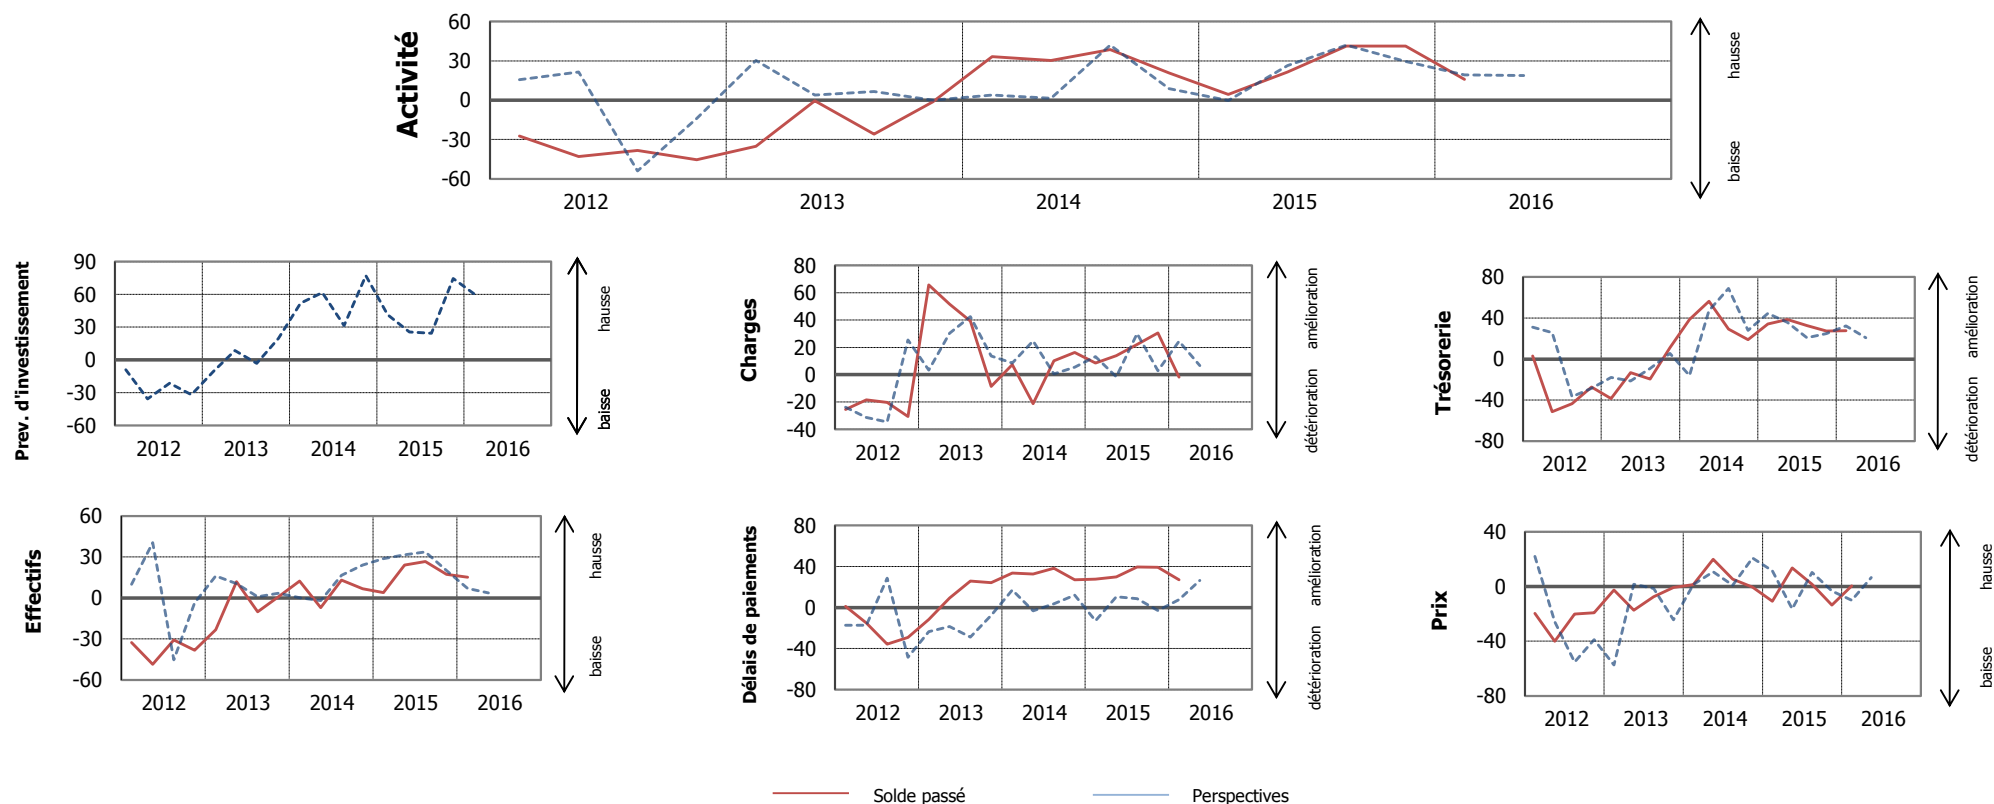 Activité
60
30
0
-30
-60
2012 2013 2014 2015 2016
hausse
baisse
Prev. d'investissement
90
60
30
0
-30
-60
2012 2013 2014 2015 2016
hausse
baisse
Charges
80
60
40
20
0
-20
-40
2012 2013 2014 2015 2016
amélioration
détérioration
Trésorerie
80
40
0
-40
-80
2012 2013 2014 2015 2016
amélioration
détérioration
Effectifs
60
30
0
-30
-60
2012 2013 2014 2015 2016
hausse
baisse
Délais de paiements
80
40
0
-40
-80
2012 2013 2014 2015 2016
amélioration
détérioration
Prix
40
0
-40
-80
2012 2013 2014 2015 2016
hausse
baisse
Solde passé Perspectives